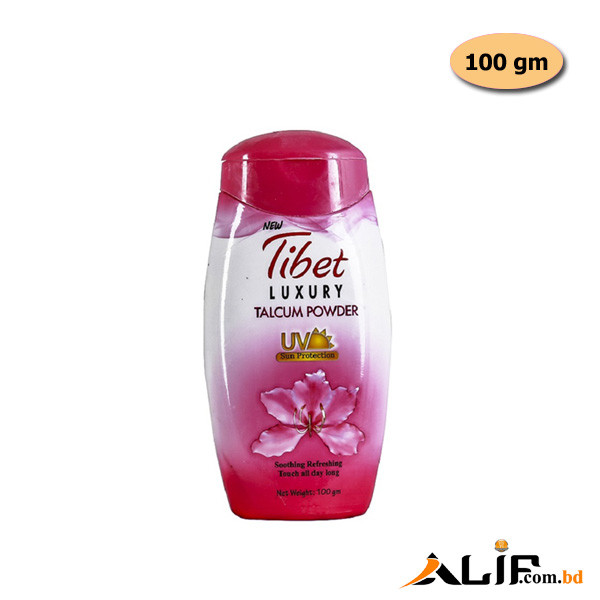 100 gm
NEW
Tibet
LUXURY
TALCUM POWDER
UV
Sun Protection
Soothing Refreshing
Touch all day long
Net Weight: 100 gm
ALIF.com.bd